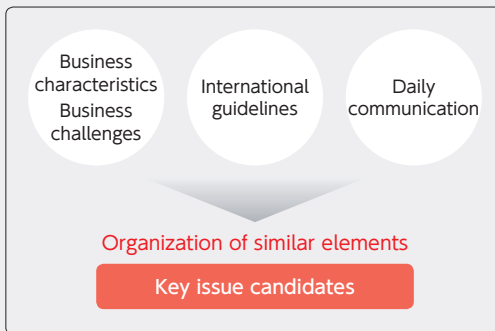 Business
characteristics
Business
challenges
International
guidelines
Daily
communication
Organization of similar elements
Key issue candidates